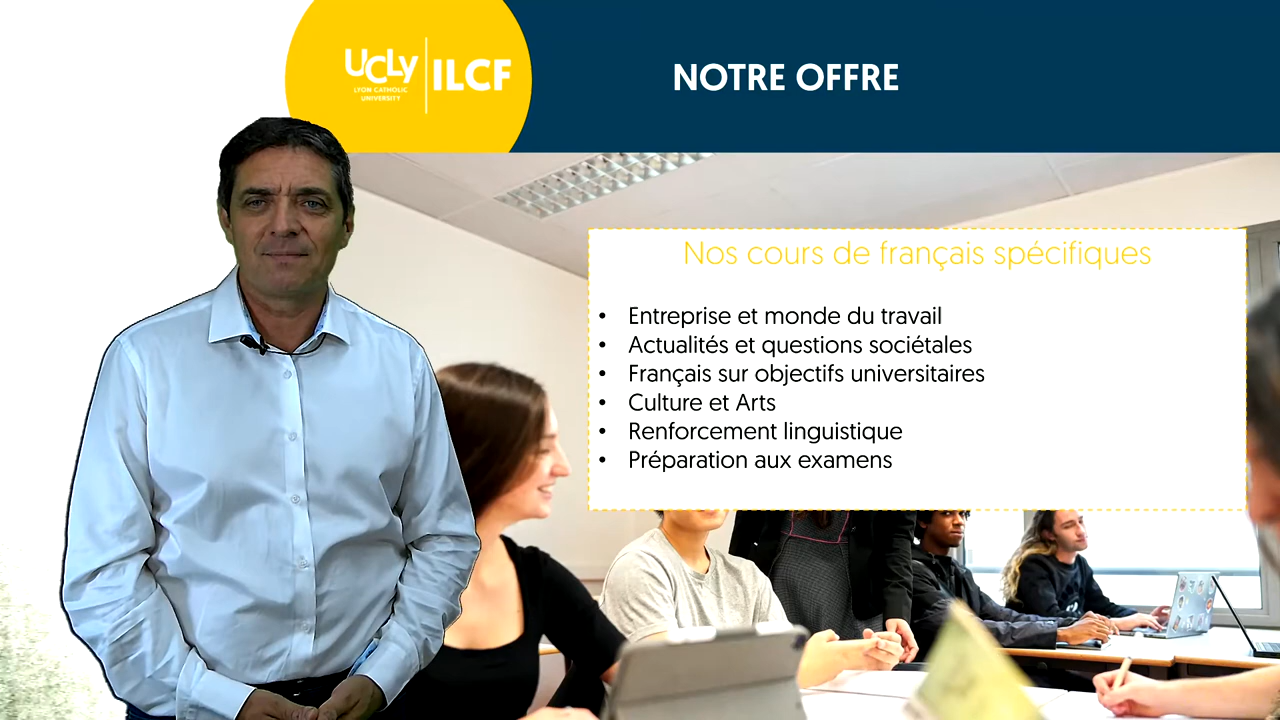 UCLy
LYON CATHOLIC
UNIVERSITY
ILCF
NOTRE OFFRE
Nos cours de français spécifiques
• Entreprise et monde du travail
• Actualités et questions sociétales
• Français sur objectifs universitaires
• Culture et Arts
• Renforcement linguistique
• Préparation aux examens